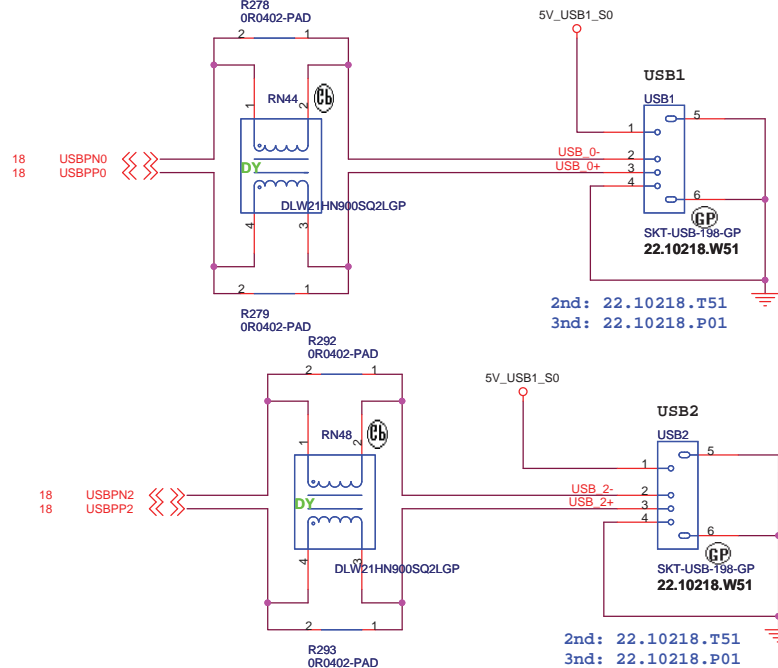 R278
0R0402-PAD
2 1
5V_USB1_S0
USB1
RN44
USB1
1 2
5
1
18 USBPN0
USB_0-
2
18 USBPP0
USB_0+
3
DY
4
DLW21HN900SQ2LGP
6
4 3
GP
SKT-USB-198-GP
22.10218.W51
2 1
R279
0R0402-PAD
2nd: 22.10218.T51
3nd: 22.10218.P01
R292
0R0402-PAD
2 1
5V_USB1_S0
USB2
RN48
USB2
1 2
5
1
18 USBPN2
USB_2-
2
18 USBPP2
USB_2+
3
DY
4
6
4 3
GP
DLW21HN900SQ2LGP
SKT-USB-198-GP
22.10218.W51
2 1
R293
0R0402-PAD
2nd: 22.10218.T51
3nd: 22.10218.P01